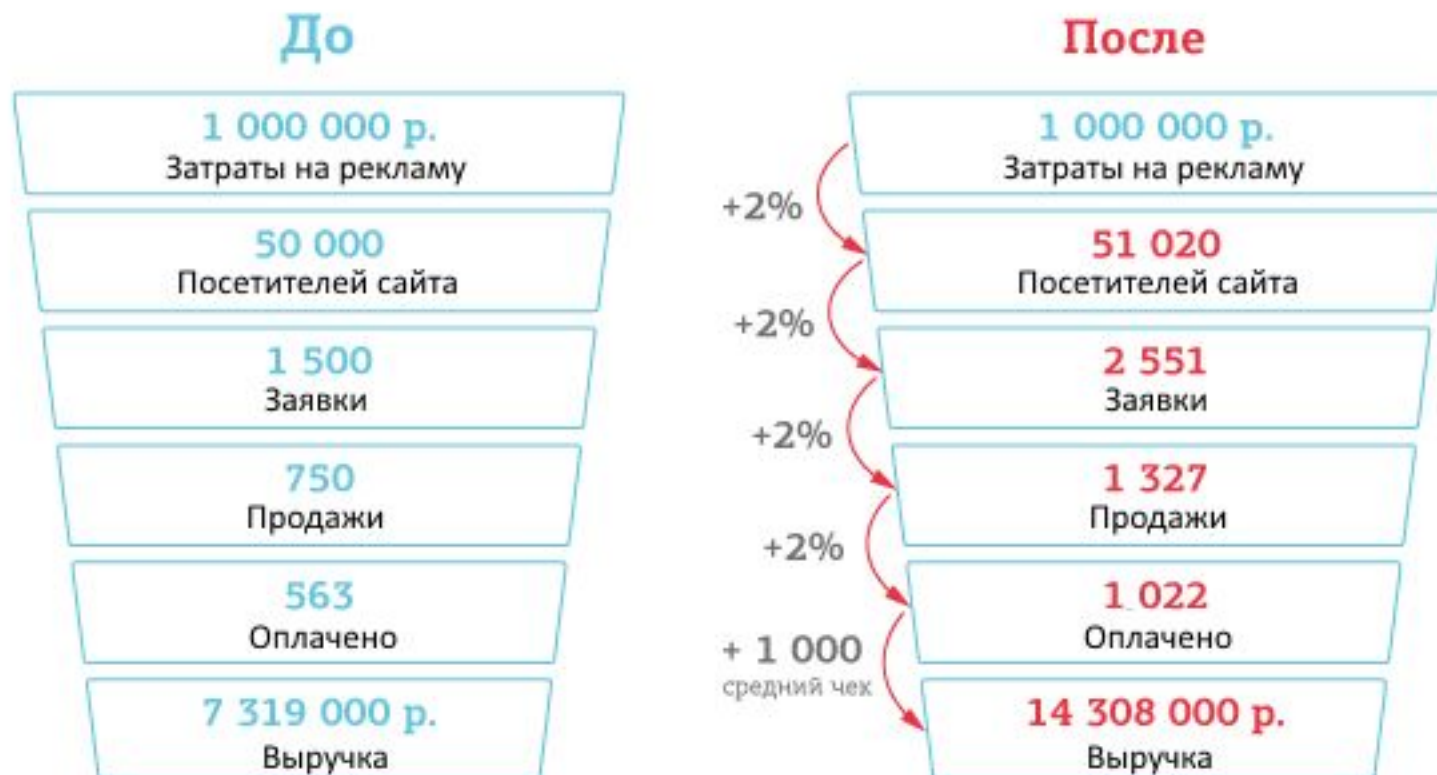 До
1 000 000 р.
Затраты на рекламу
50 000
Посетителей сайта
1 500
Заявки
750
Продажи
563
Оплачено
7 319 000 р.
Выручка
После
1 000 000 р.
Затраты на рекламу
+2%
51 020
Посетителей сайта
+2%
2 551
Заявки
+2%
1 327
Продажи
+2%
1 022
Оплачено
+ 1 000
средний чек
14 308 000 р.
Выручка